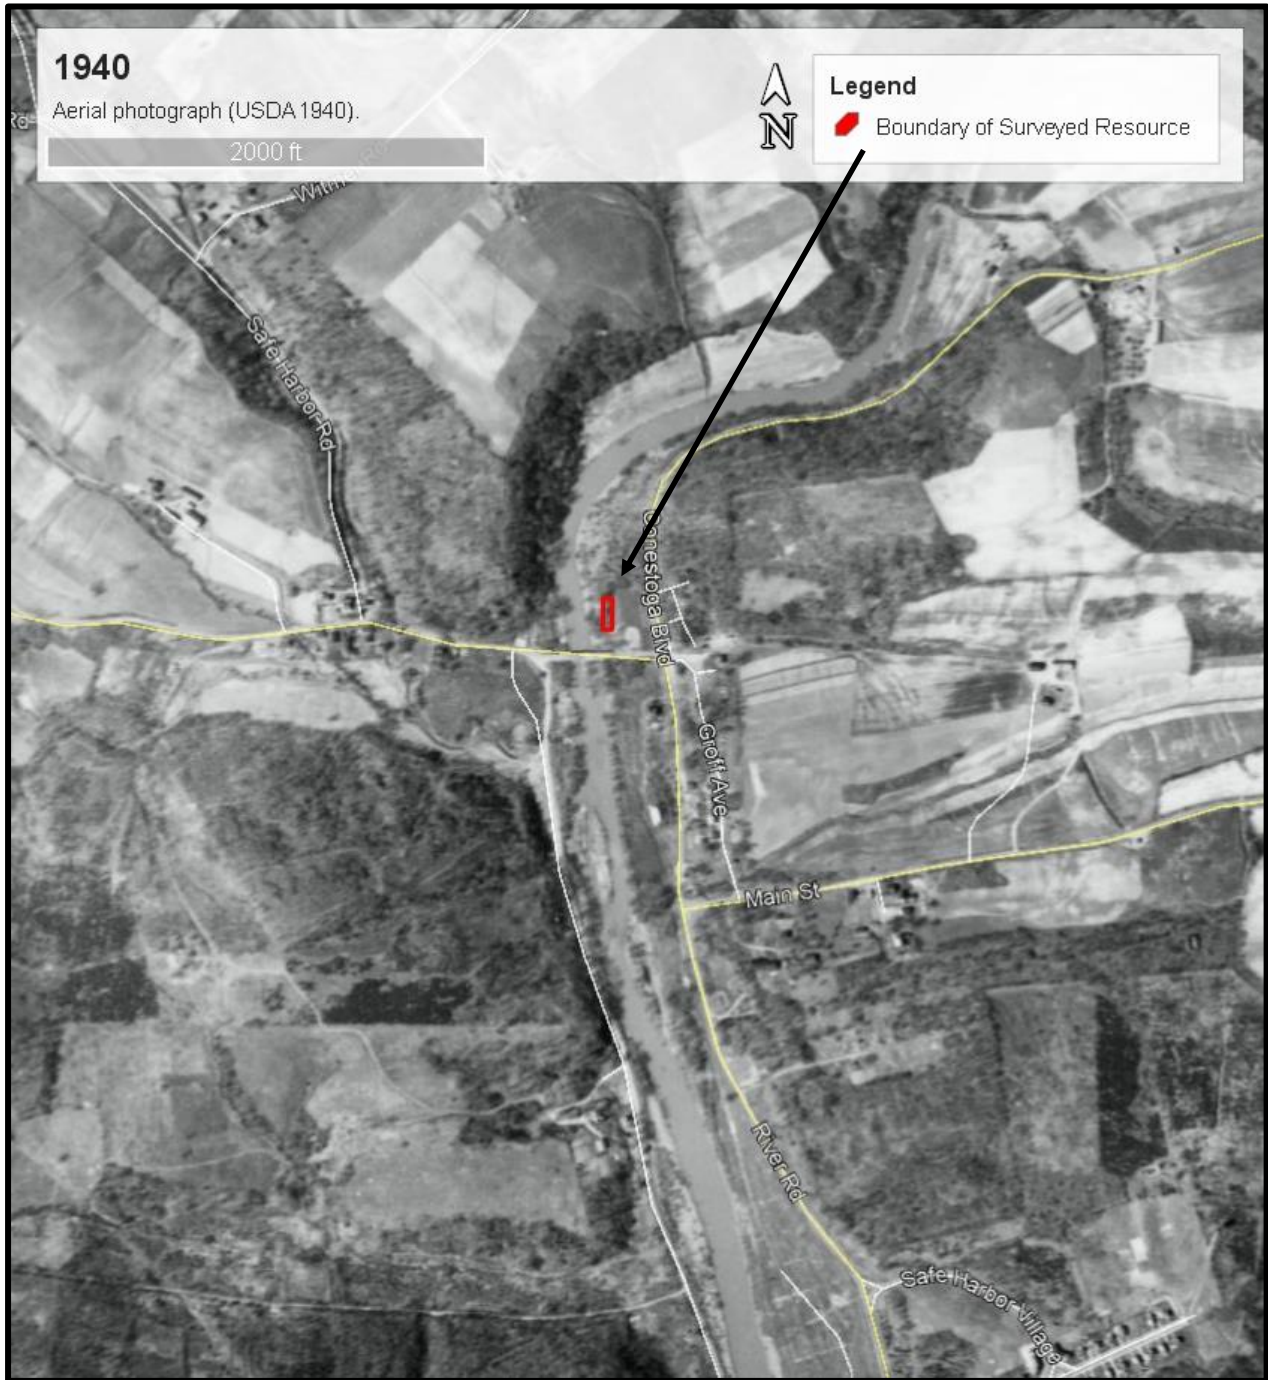 1940
Aerial photograph (USDA 1940).
2000 ft
N
Legend
Boundary of Surveyed Resource
Rd
Safe Harbor Rd
Conestoga Blvd
Groff Ave
Main St
River Rd
Safe Harbor Village